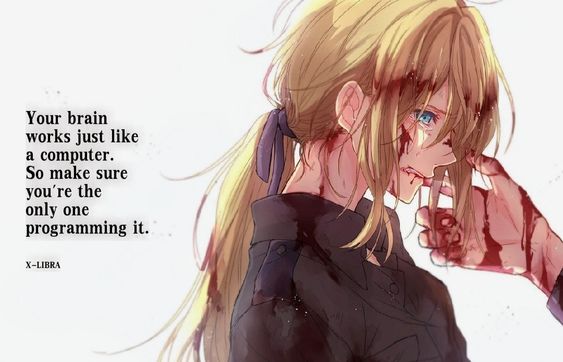 Your brain
works just like
a computer.
So make sure
you're the
only one
programming it.
X-LIBRA